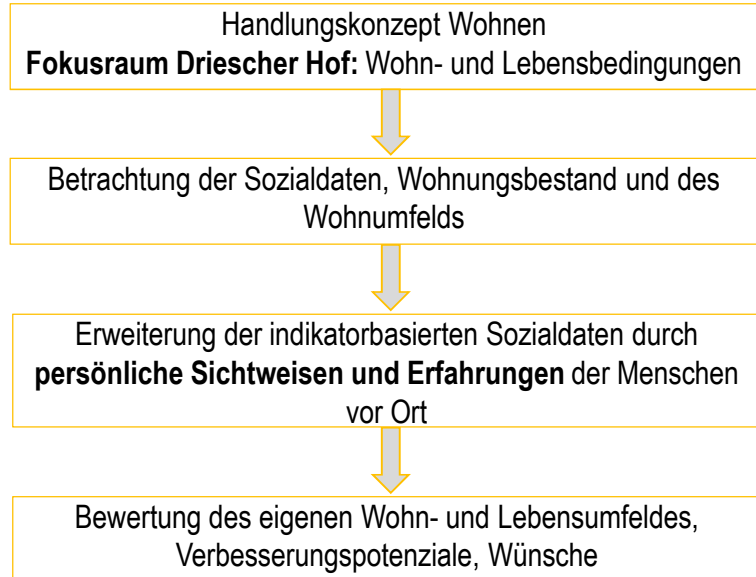 Handlungskonzept Wohnen
Fokusraum Driescher Hof: Wohn- und Lebensbedingungen
Betrachtung der Sozialdaten, Wohnungsbestand und des
Wohnumfelds
Erweiterung der indikatorbasierten Sozialdaten durch
persönliche Sichtweisen und Erfahrungen der Menschen
vor Ort
Bewertung des eigenen Wohn- und Lebensumfeldes,
Verbesserungspotenziale, Wünsche